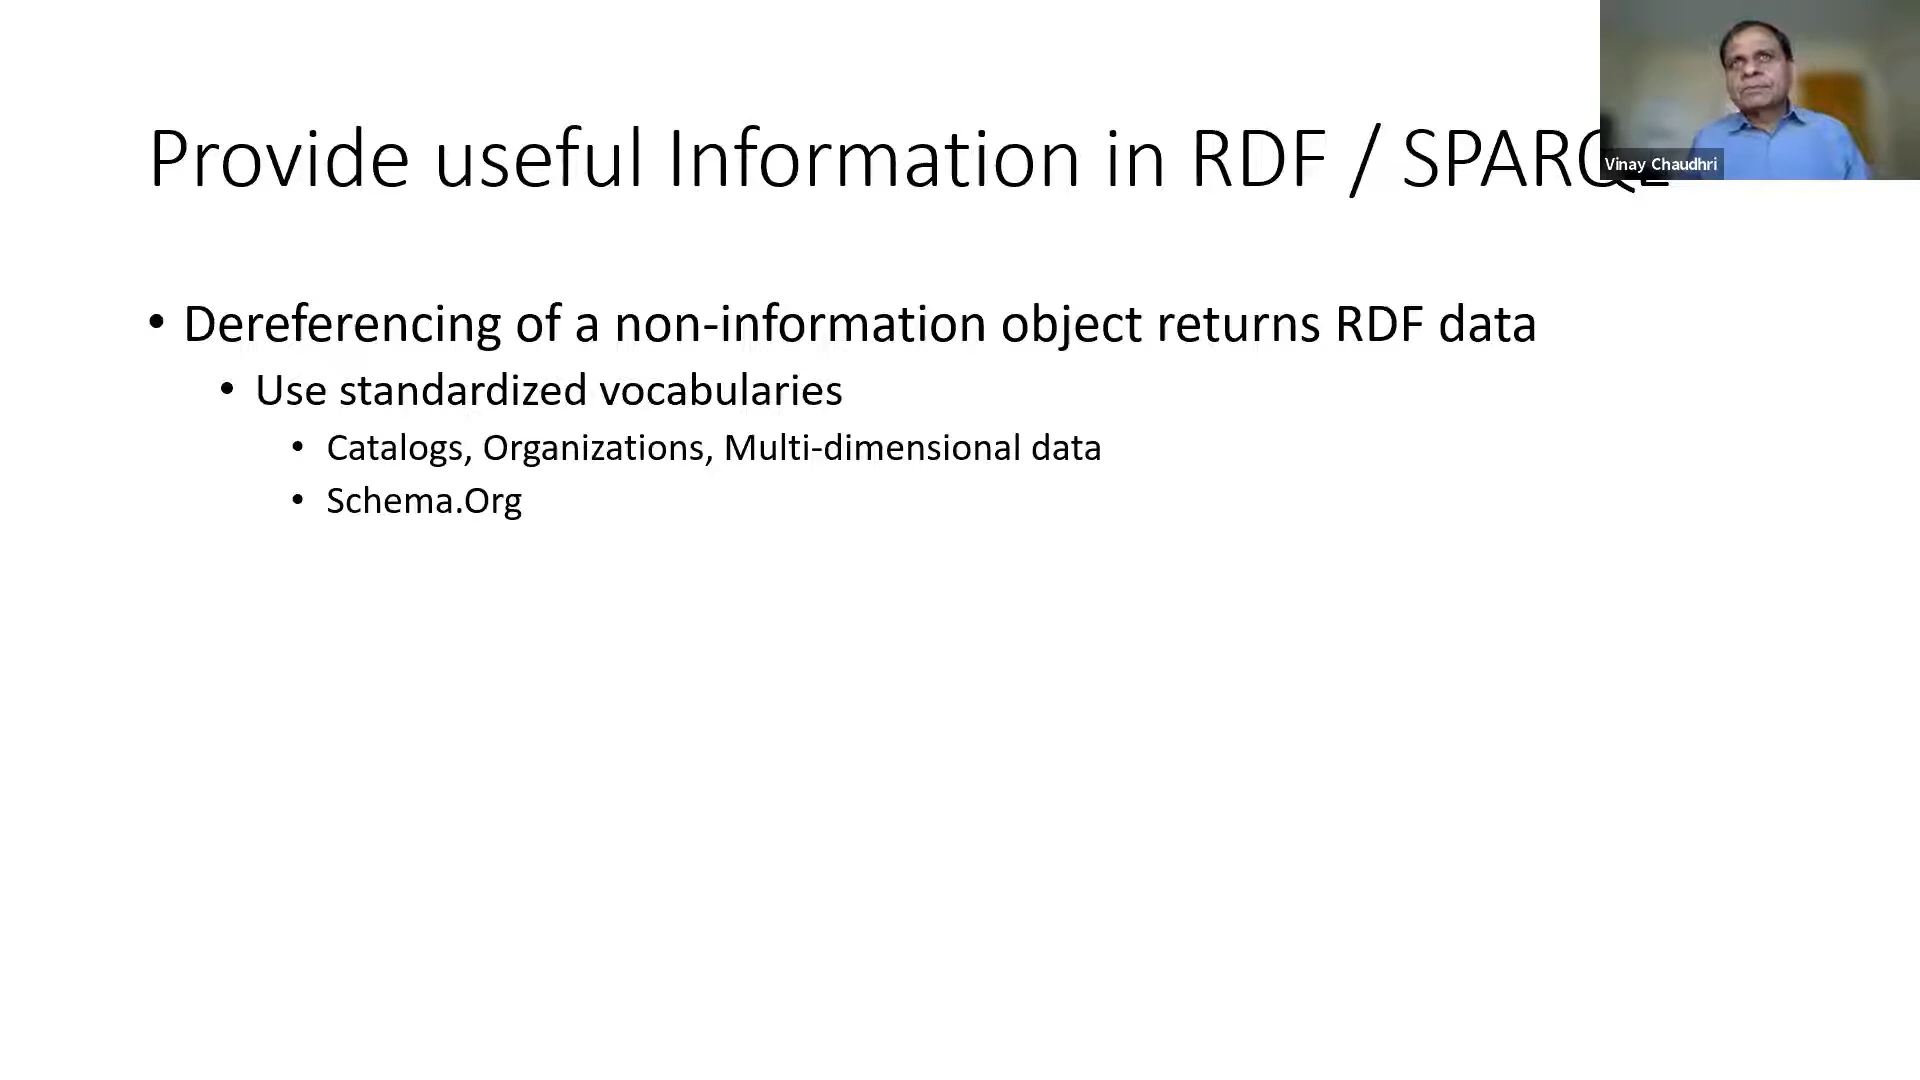 Provide useful Information in RDF / SPARQL
Vinay Chaudhri
• Dereferencing of a non-information object returns RDF data
• Use standardized vocabularies
• Catalogs, Organizations, Multi-dimensional data
• Schema.Org